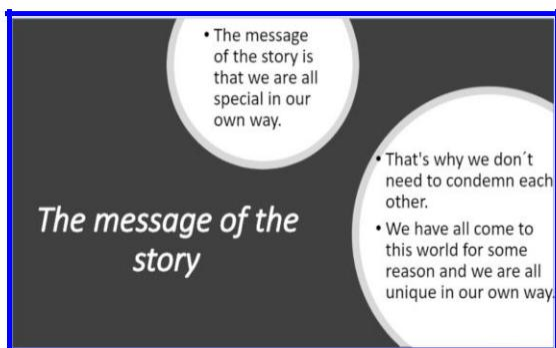 • The message
of the story is
that we are all
special in our
own way.
The message of the
story
• That's why we don´t
need to condemn each
other.
• We have all come to
this world for some
reason and we are all
unique in our own way.